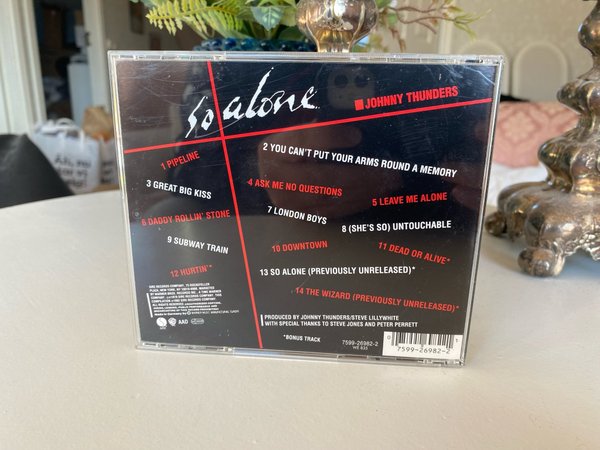 so alone
JOHNNY THUNDERS
1 PIPELINE
2 YOU CAN'T PUT YOUR ARMS ROUND A MEMORY
3 GREAT BIG KISS
4 ASK ME NO QUESTIONS
5 LEAVE ME ALONE
6 DADDY ROLLIN' STONE
7 LONDON BOYS
8 (SHE'S SO) UNTOUCHABLE
9 SUBWAY TRAIN
10 DOWNTOWN
11 DEAD OR ALIVE*
12 HURTIN'*
13 SO ALONE (PREVIOUSLY UNRELEASED)*
14 THE WIZARD (PREVIOUSLY UNRELEASED)*
PRODUCED BY JOHNNY THUNDERS/STEVE LILLYWHITE
WITH SPECIAL THANKS TO STEVE JONES AND PETER PERRETT
*BONUS TRACK
7599-26982-2
WE 835
7599-26982-2
AAD